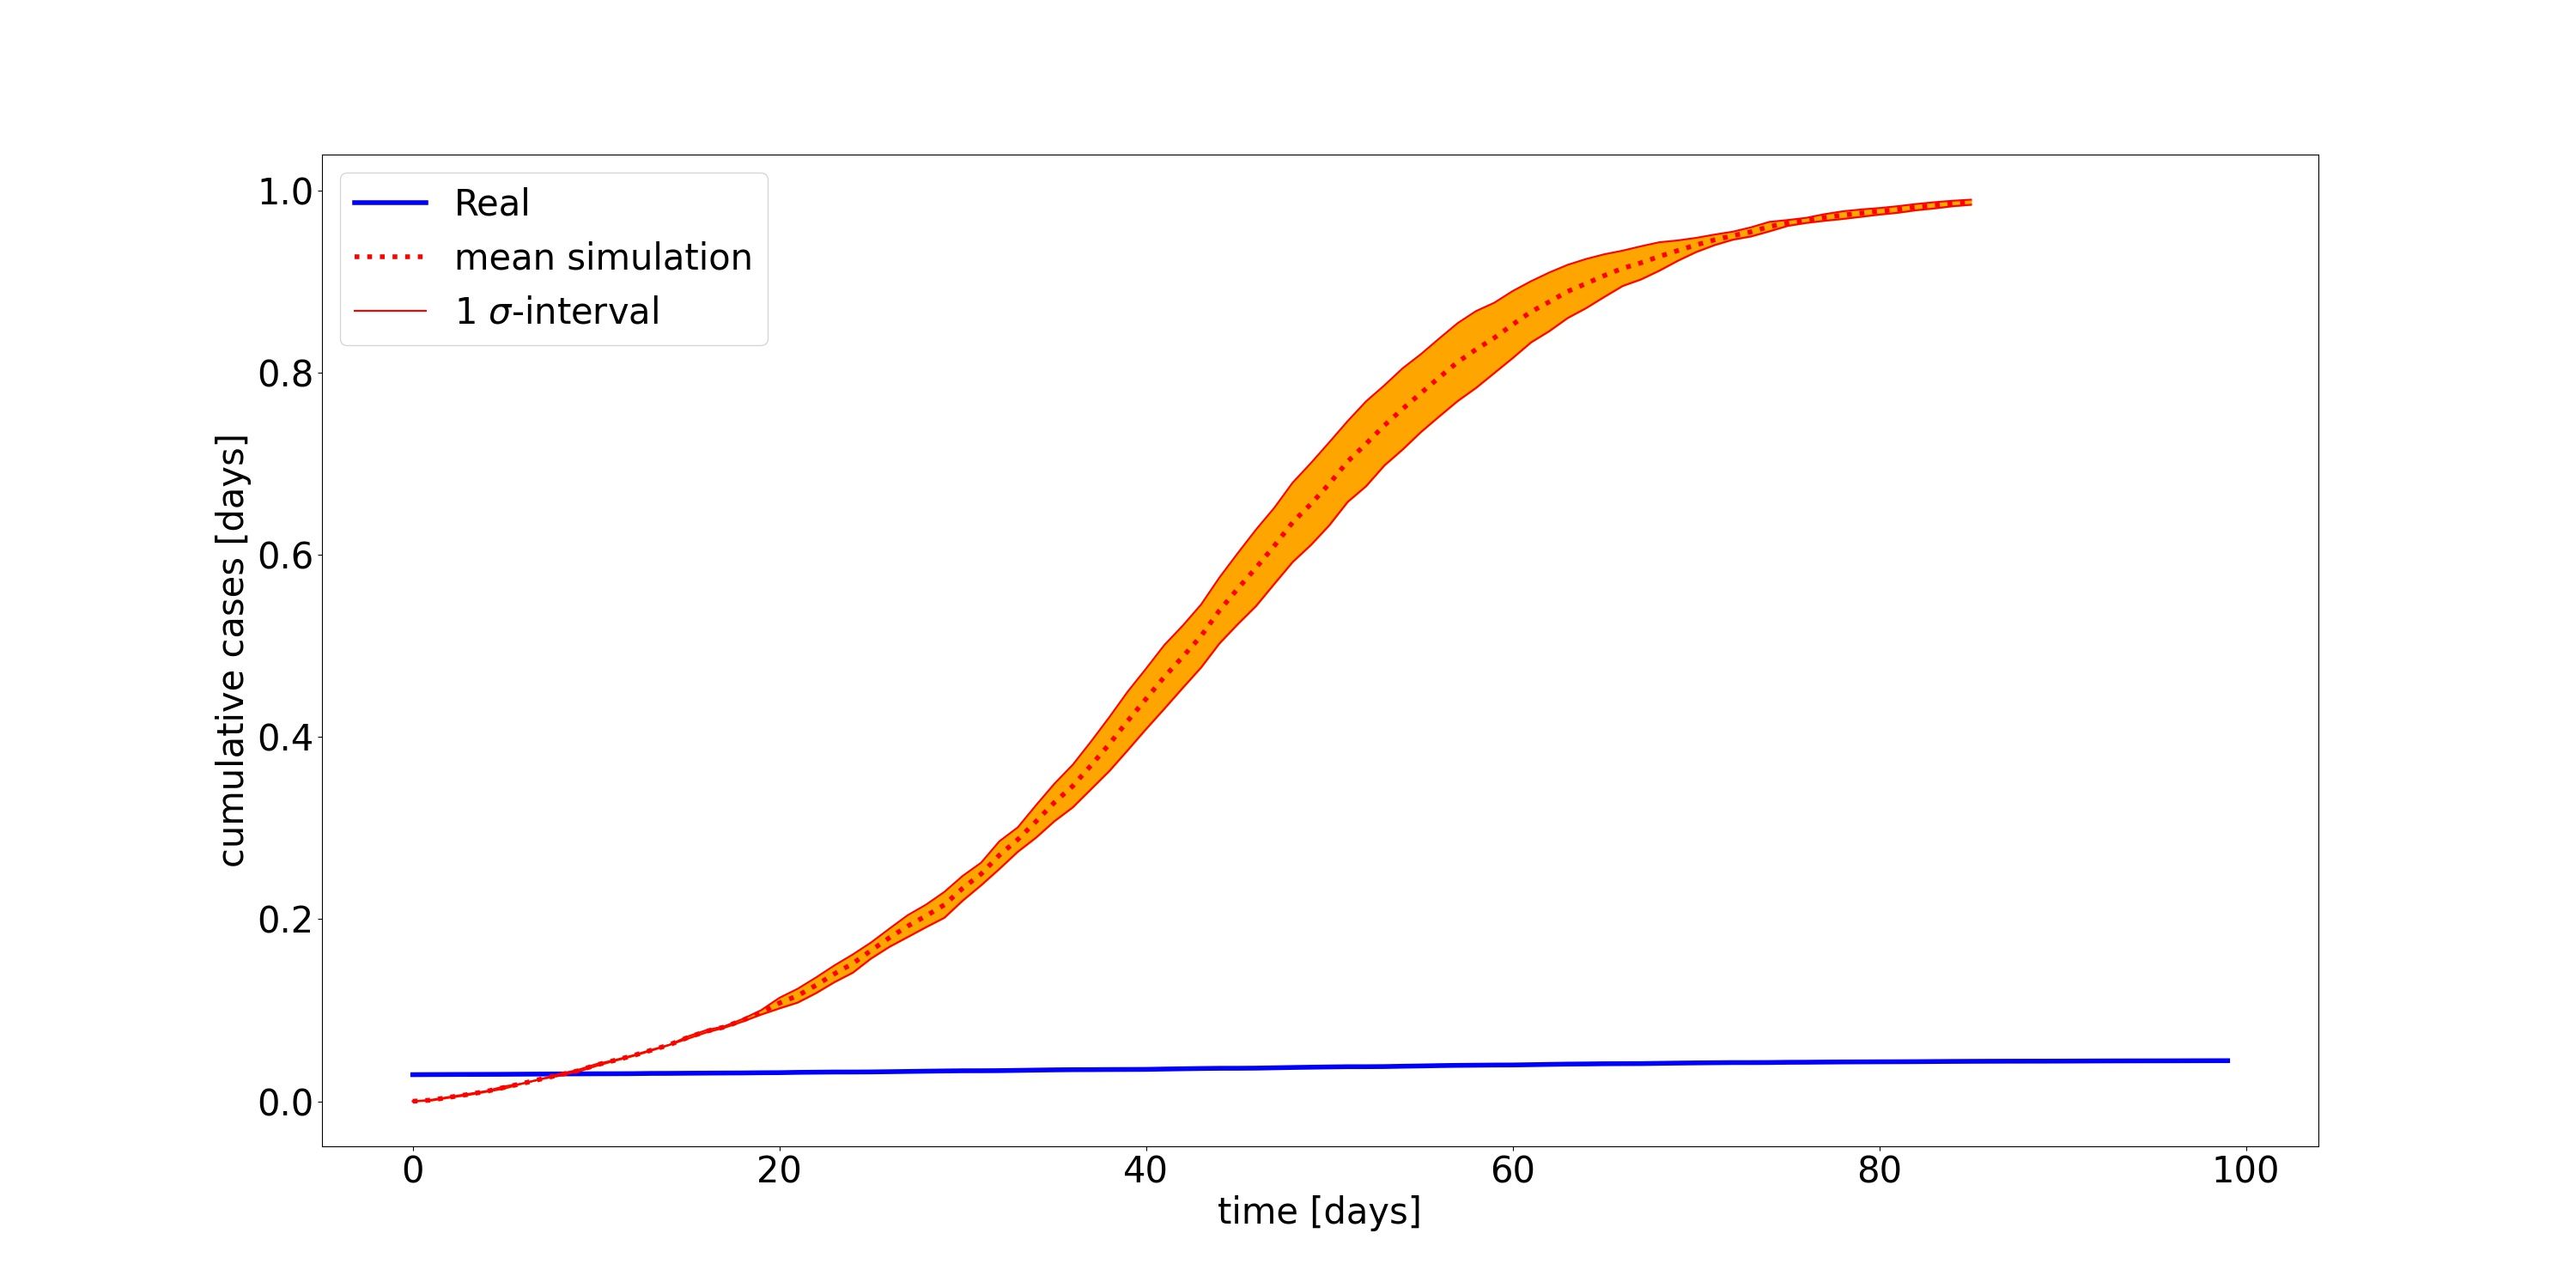 Real
mean simulation
1 σ-interval
1.0
0.8
0.6
0.4
0.2
0.0
cumulative cases [days]
0 20 40 60 80 100
time [days]